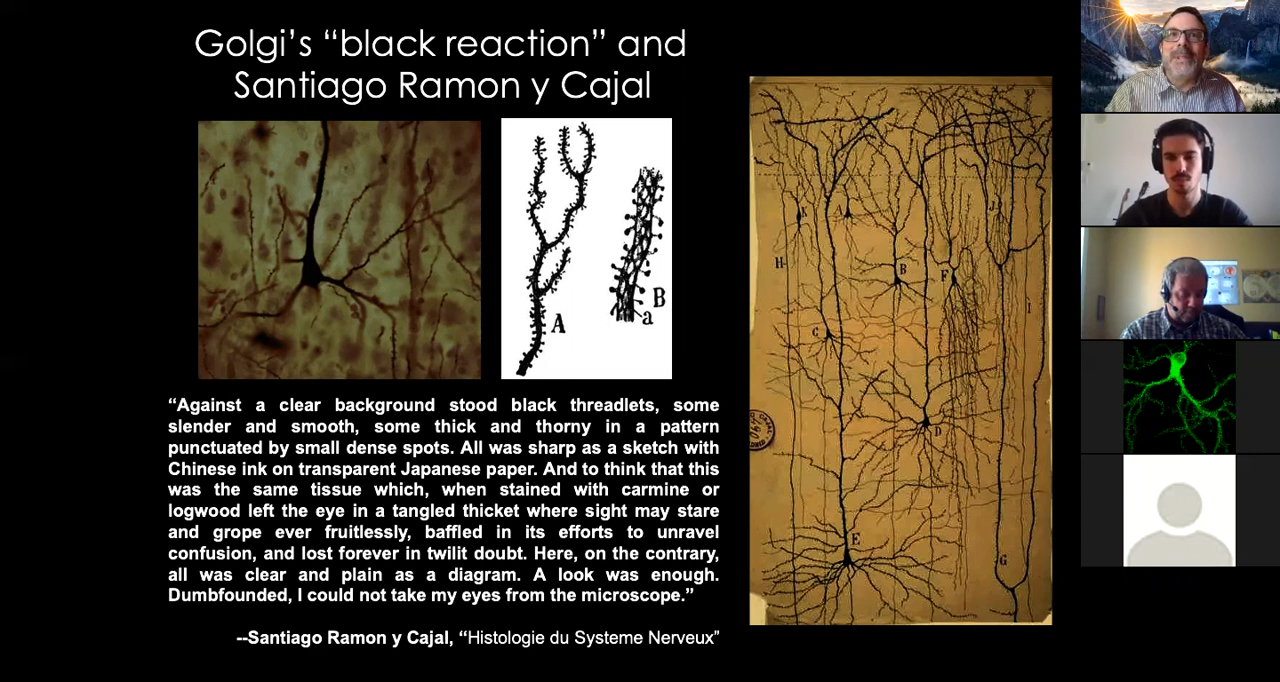 Golgi’s “black reaction” and
Santiago Ramon y Cajal
A
B
a
“Against a clear background stood black threadlets, some
slender and smooth, some thick and thorny in a pattern
punctuated by small dense spots. All was sharp as a sketch with
Chinese ink on transparent Japanese paper. And to think that this
was the same tissue which, when stained with carmine or
logwood left the eye in a tangled thicket where sight may stare
and grope ever fruitlessly, baffled in its efforts to unravel
confusion, and lost forever in twilit doubt. Here, on the contrary,
all was clear and plain as a diagram. A look was enough.
Dumbfounded, I could not take my eyes from the microscope.”
--Santiago Ramon y Cajal, “Histologie du Systeme Nerveux”
K
A
J
H
B
F
I
C
D
E
G